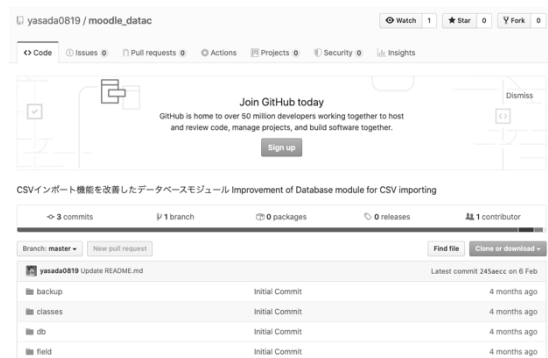 yasada0819 / moodle_datac
Watch 1 Star 0 Fork 0
Code Issues 0 Pull requests 0 Actions Projects 0 Security 0 Insights
Dismiss
Join GitHub today
GitHub is home to over 50 million developers working together to host
and review code, manage projects, and build software together.
Sign up
CSVインポート機能を改善したデータベースモジュール Improvement of Database module for CSV importing
3 commits 1 branch 0 packages 0 releases 1 contributor
Branch: master New pull request Find file Clone or download
yasada0819 Update README.md Latest commit 245aecc on 6 Feb
backup Initial Commit 4 months ago
classes Initial Commit 4 months ago
db Initial Commit 4 months ago
field Initial Commit 4 months ago